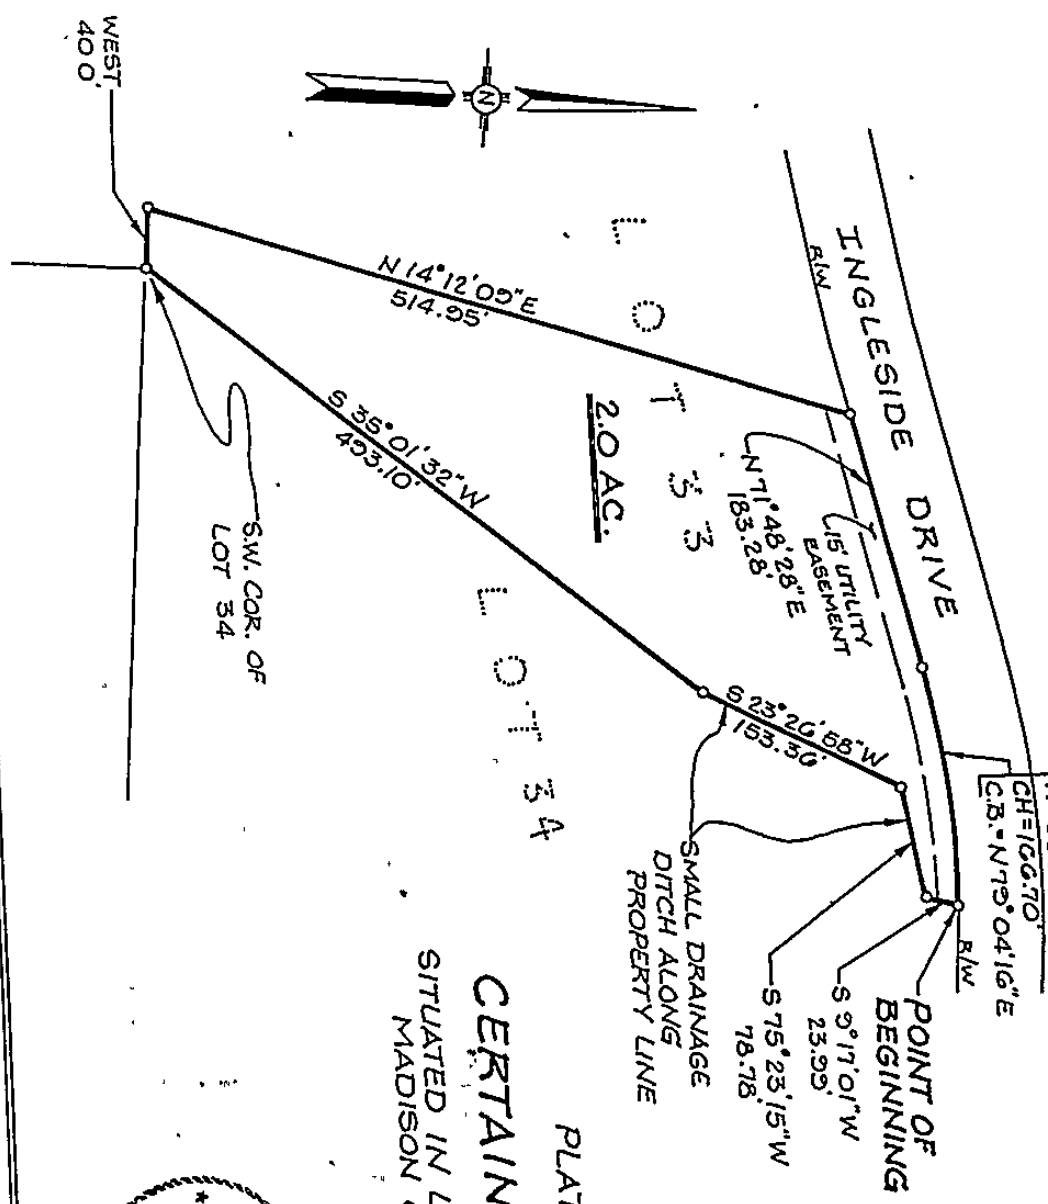 WEST
40.0'
N
INGLESIDE DRIVE
R/W
R/W
N 14°12'09"E
514.95'
LOT 33
2.0 AC.
N 71°48'28"E
183.28'
15' UTILITY
EASEMENT
CH=166.70'
C.B.=N79°04'16"E
POINT OF
BEGINNING
S 9°17'01"W
23.99'
S 75°23'15"W
78.78'
SMALL DRAINAGE
DITCH ALONG
PROPERTY LINE
S 23°26'58"W
153.36'
S 35°01'32"W
493.10'
LOT 34
S.W. COR. OF
LOT 34
PLAT
CERTAIN
SITUATED IN L
MADISON